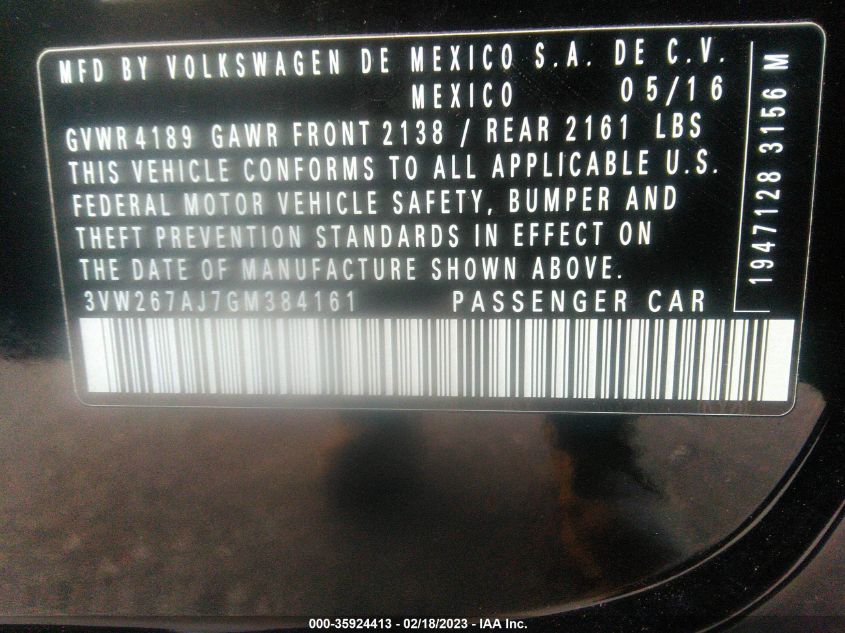 MFD BY VOLKSWAGEN DE MEXICO S.A. DE C.V.
MEXICO 05/16
GVWR 4189 GAWR FRONT 2138 / REAR 2161 LBS
THIS VEHICLE CONFORMS TO ALL APPLICABLE U.S.
FEDERAL MOTOR VEHICLE SAFETY, BUMPER AND
THEFT PREVENTION STANDARDS IN EFFECT ON
THE DATE OF MANUFACTURE SHOWN ABOVE.
3VW267AJ7GM384161 PASSENGER CAR
1947128 3156 M
000-35924413 - 02/18/2023 - IAA Inc.